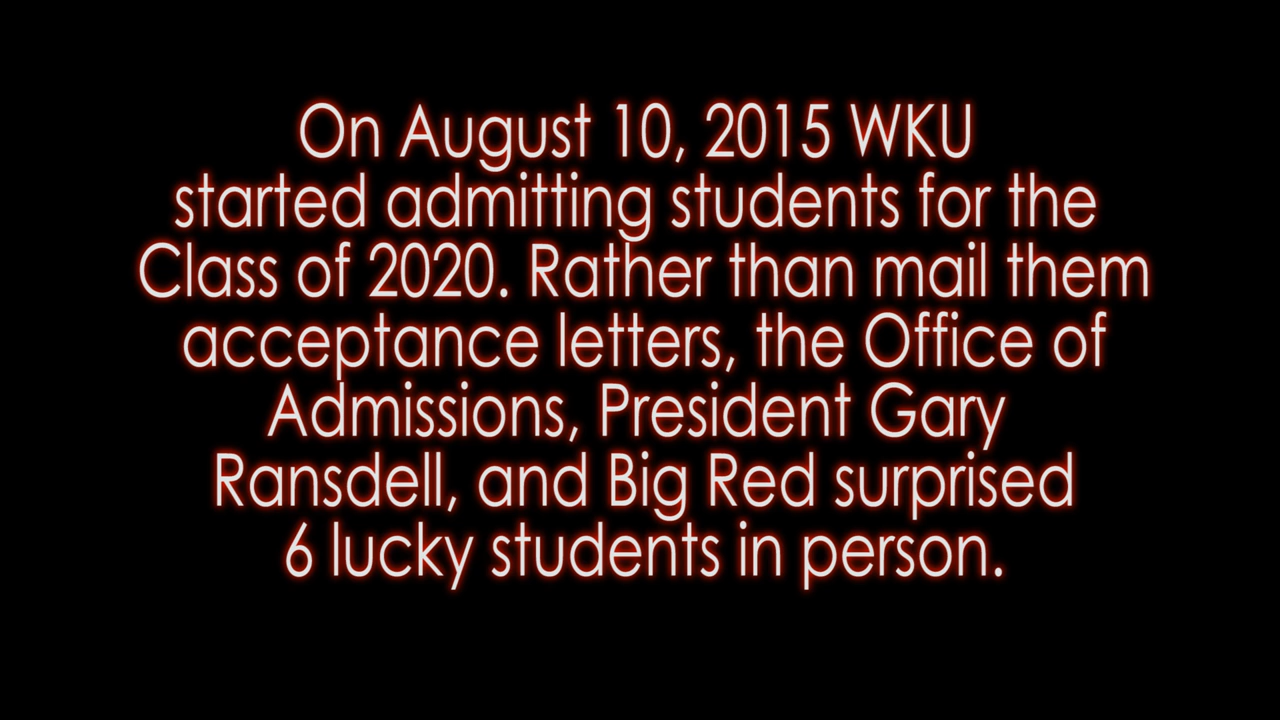 On August 10, 2015 WKU
started admitting students for the
Class of 2020. Rather than mail them
acceptance letters, the Office of
Admissions, President Gary
Ransdell, and Big Red surprised
6 lucky students in person.